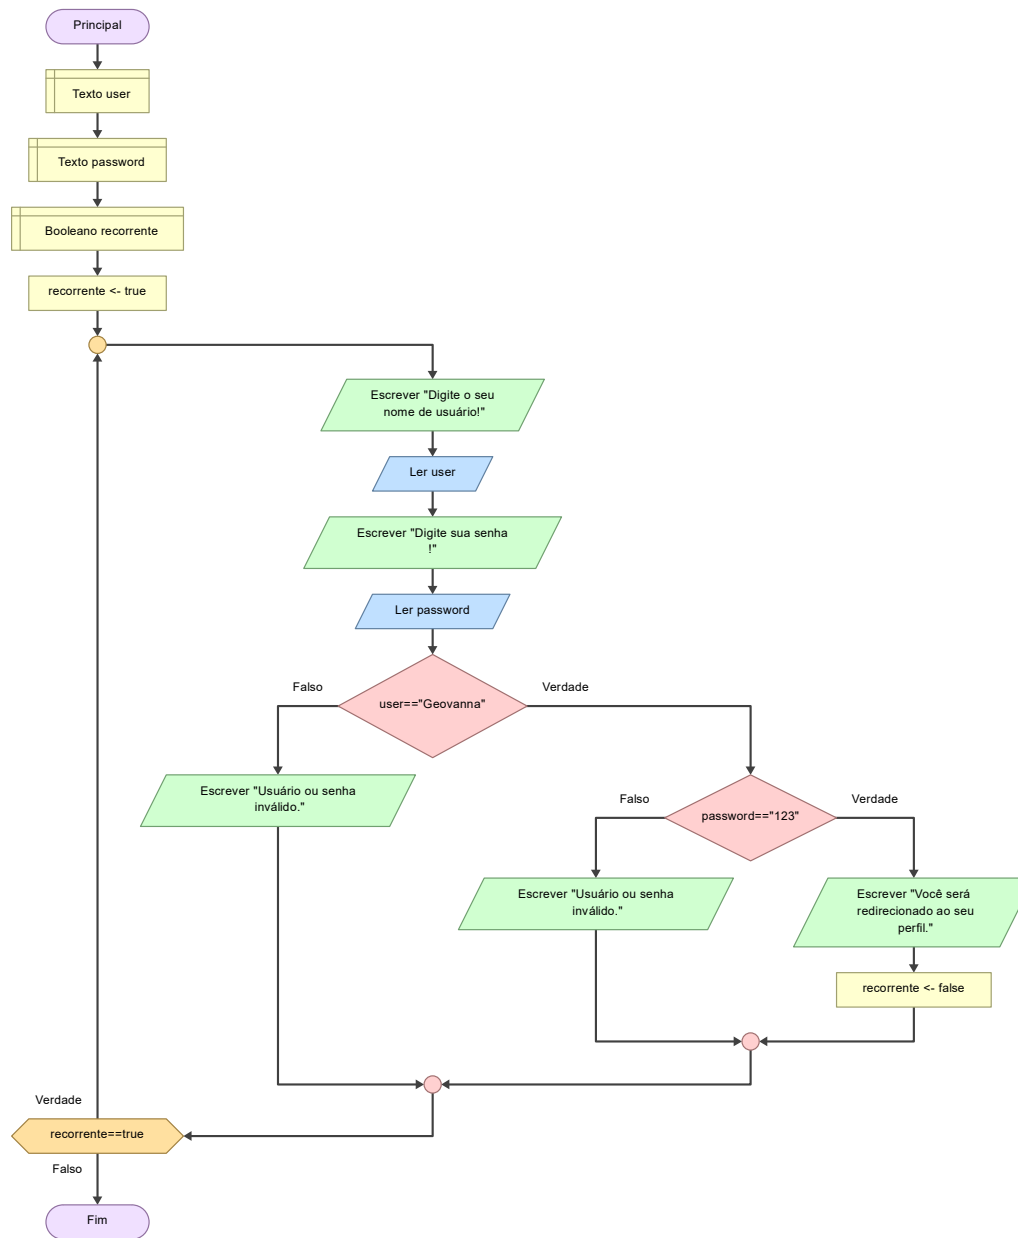 Principal
Texto user
Texto password
Booleano recorrente
recorrente <- true
Escrever "Digite o seu
nome de usuário!"
Ler user
Escrever "Digite sua senha
!"
Ler password
Falso
Verdade
user=="Geovanna"
Escrever "Usuário ou senha
inválido."
Falso
Verdade
password=="123"
Escrever "Usuário ou senha
inválido."
Escrever "Você será
redirecionado ao seu
perfil."
recorrente <- false
Verdade
recorrente==true
Falso
Fim